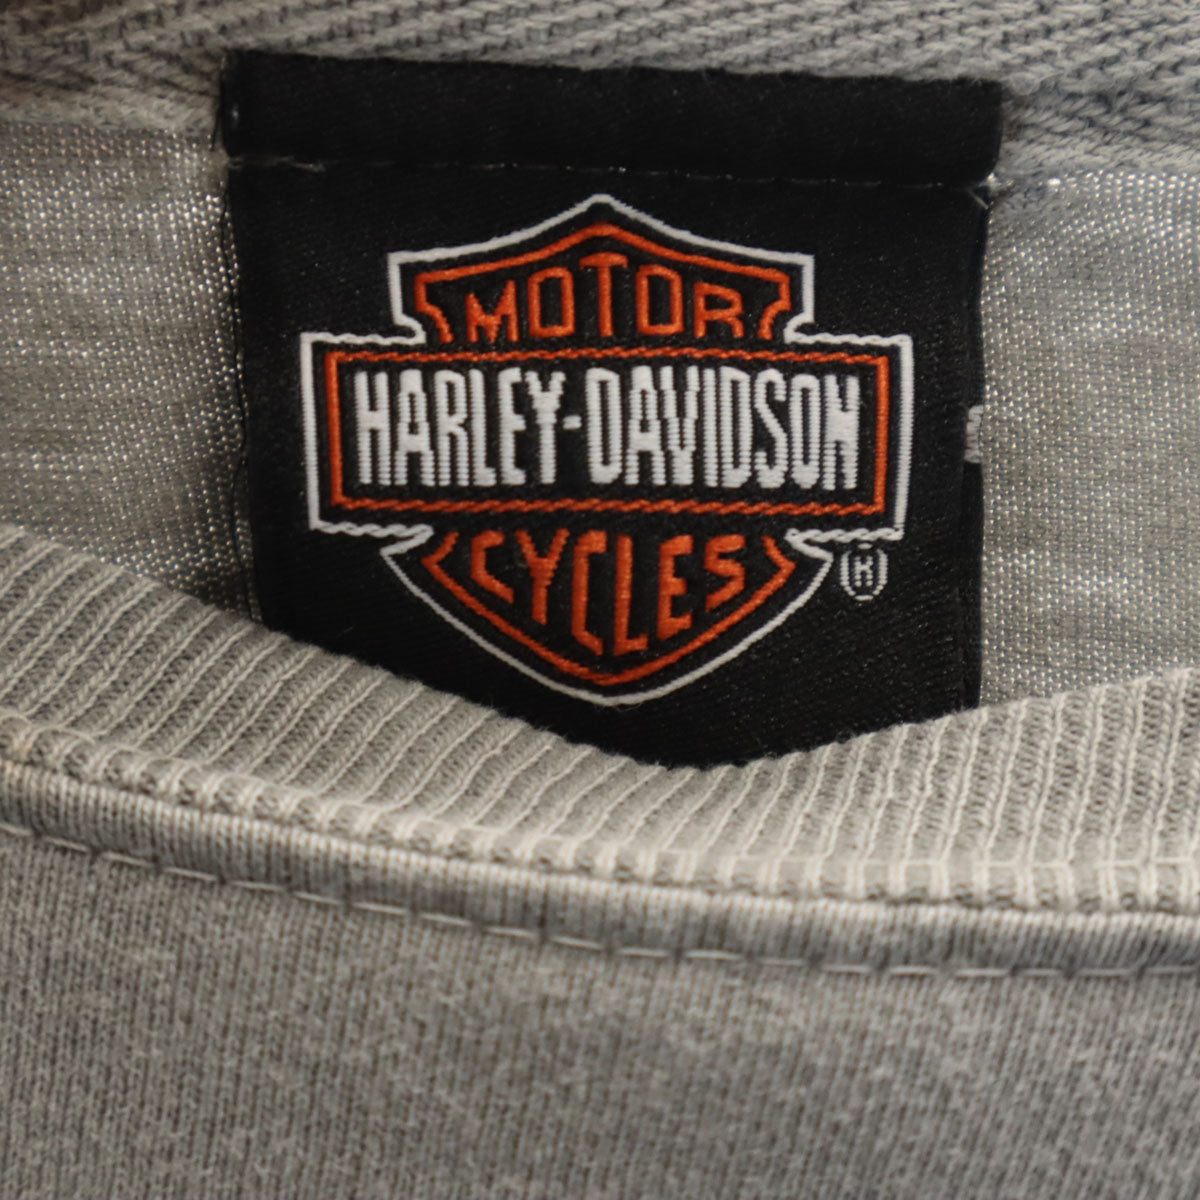 MOTOR
HARLEY-DAVIDSON
CYCLES
®